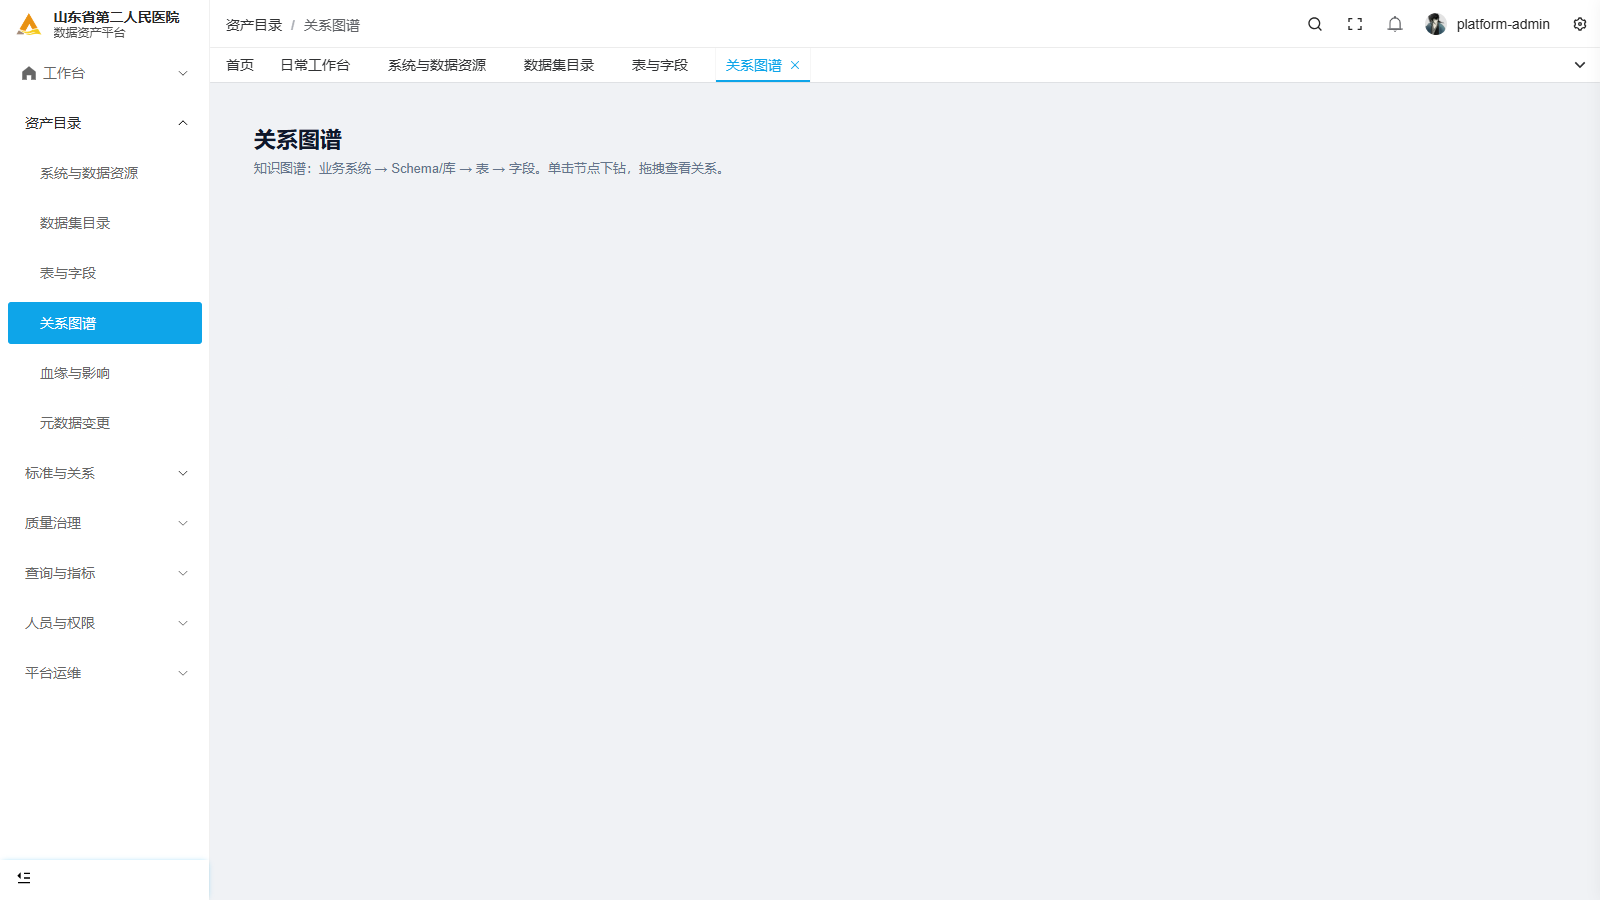 山东省第二人民医院
数据资产平台
工作台
资产目录
系统与数据资源
数据集目录
表与字段
关系图谱
血缘与影响
元数据变更
标准与关系
质量治理
查询与指标
人员与权限
平台运维
资产目录 / 关系图谱
platform-admin
首页 日常工作台 系统与数据资源 数据集目录 表与字段 关系图谱
关系图谱
知识图谱：业务系统 → Schema/库 → 表 → 字段。单击节点下钻，拖拽查看关系。